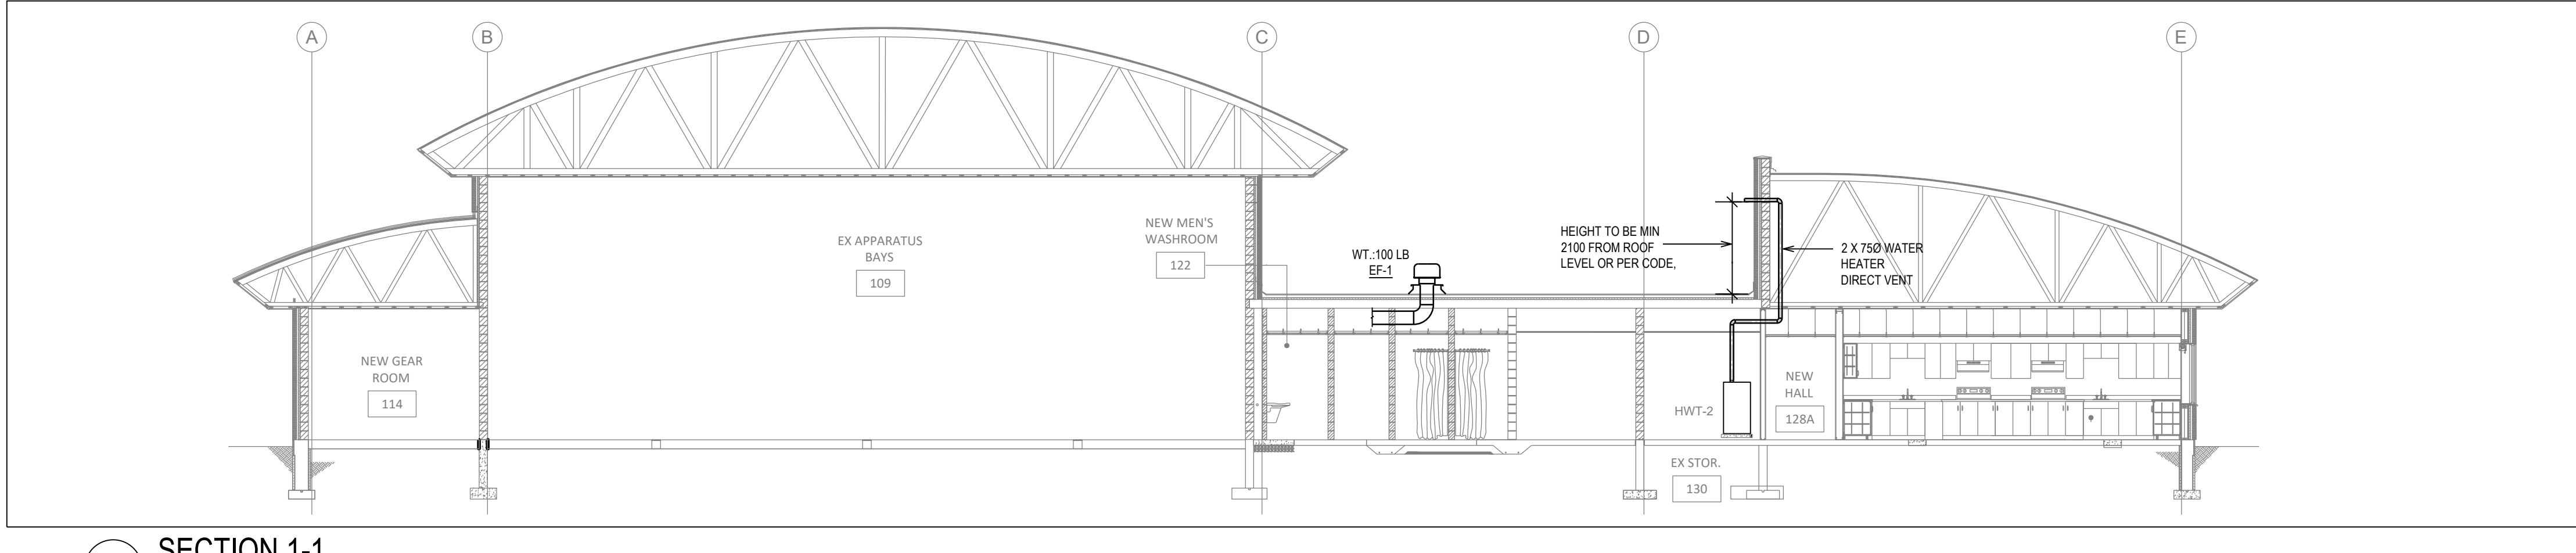 A
B
C
D
E
NEW MEN'S
WASHROOM
122
EX APPARATUS
BAYS
109
WT.:100 LB
EF-1
HEIGHT TO BE MIN
2100 FROM ROOF
LEVEL OR PER CODE,
2 X 75Ø WATER
HEATER
DIRECT VENT
NEW GEAR
ROOM
114
HWT-2
NEW
HALL
128A
EX STOR.
130
SECTION 1-1